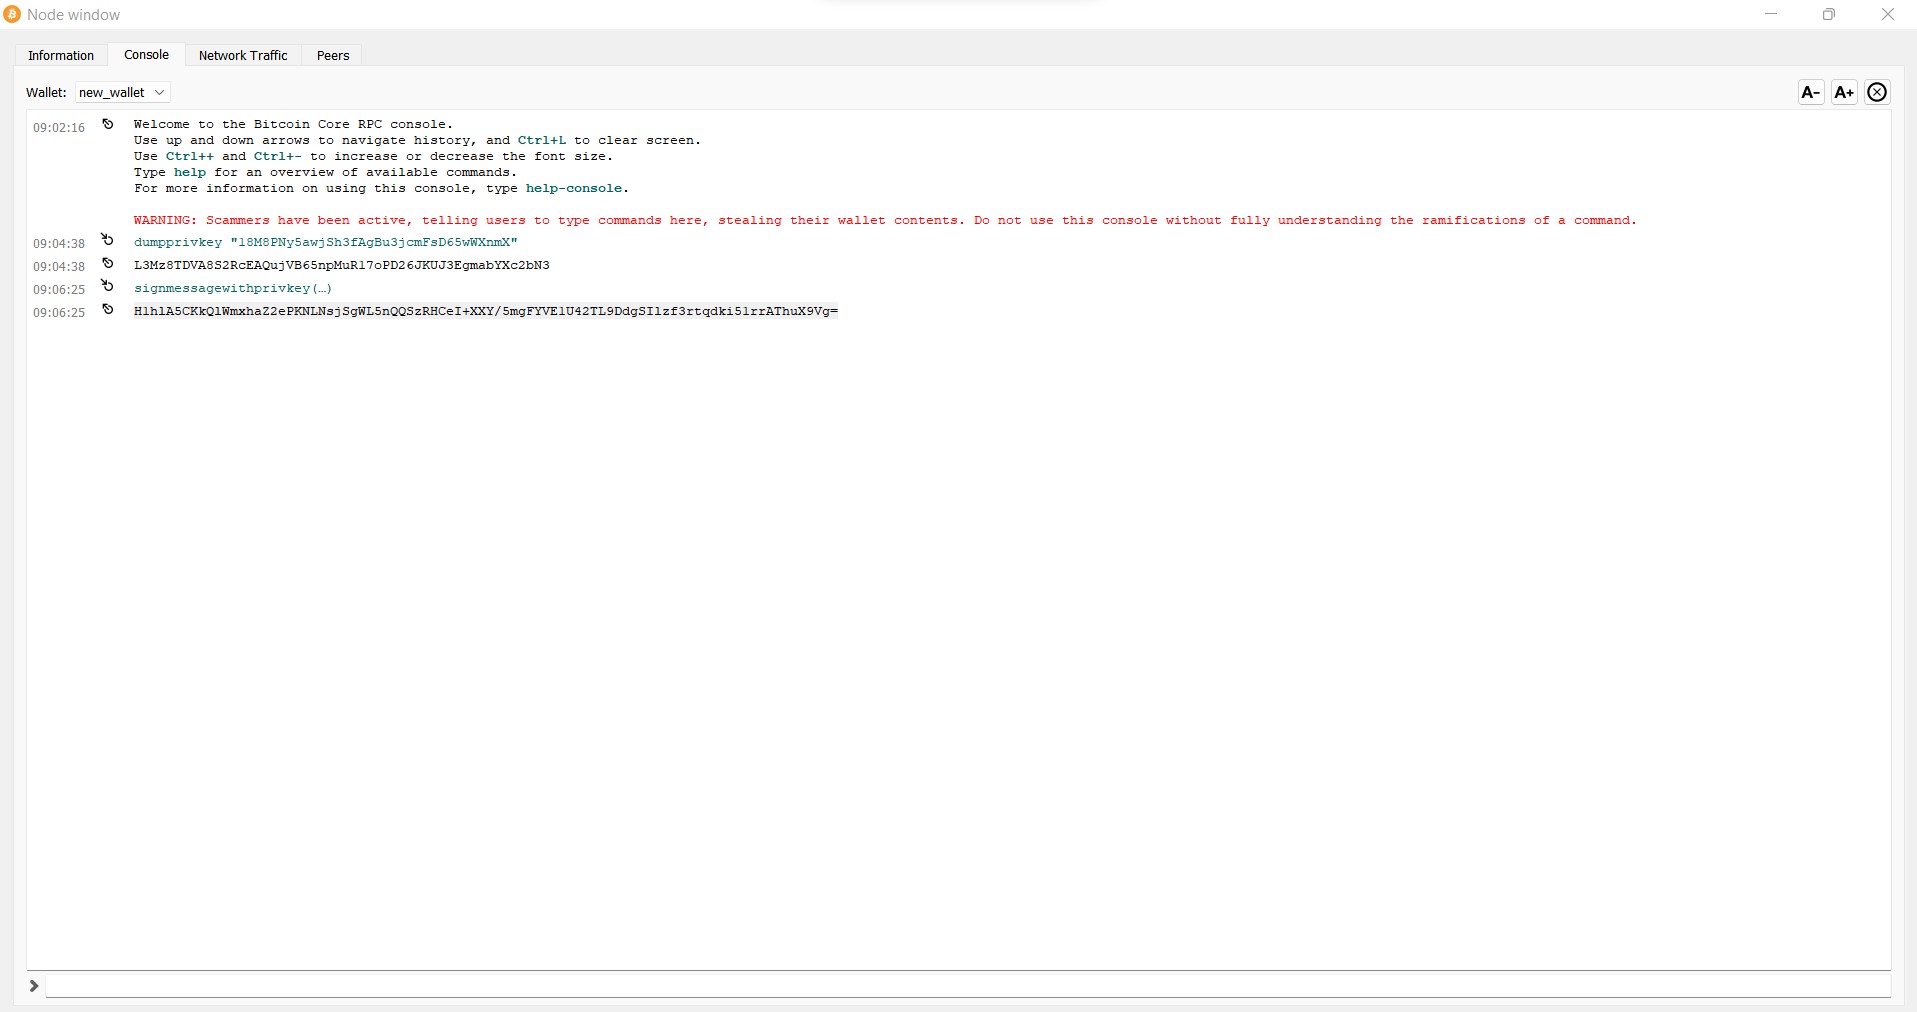 Node window
Information Console Network Traffic Peers
Wallet: new_wallet A- A+
09:02:16 Welcome to the Bitcoin Core RPC console.
Use up and down arrows to navigate history, and Ctrl+L to clear screen.
Use Ctrl++ and Ctrl+- to increase or decrease the font size.
Type help for an overview of available commands.
For more information on using this console, type help-console.
WARNING: Scammers have been active, telling users to type commands here, stealing their wallet contents. Do not use this console without fully understanding the ramifications of a command.
09:04:38 dumpprivkey "18M8PNy5awjSh3fAgBu3jcmFsD65wWXnmX"
09:04:38 L3Mz8TDVA8S2RcEAQujVB65npMuR17oPD26JKUJ3EgmabYXc2bN3
09:06:25 signmessagewithprivkey(…)
09:06:25